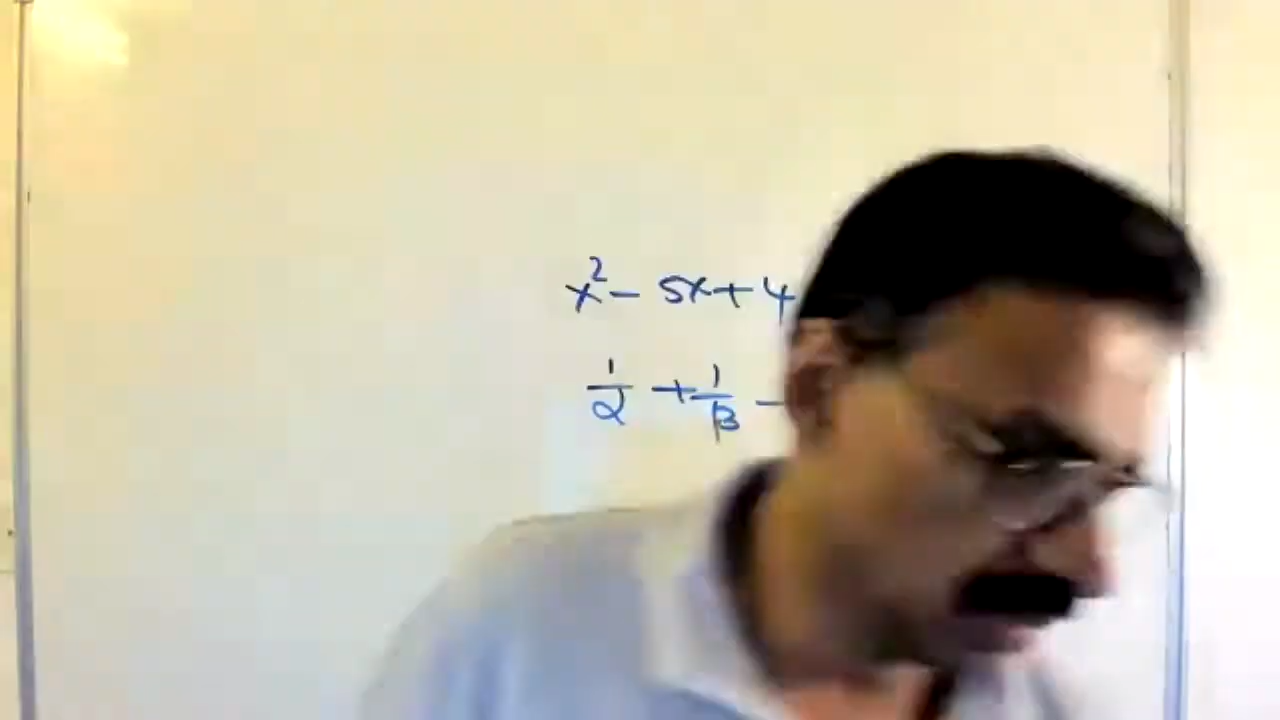 x² - 5x + 4
1/α + 1/β -